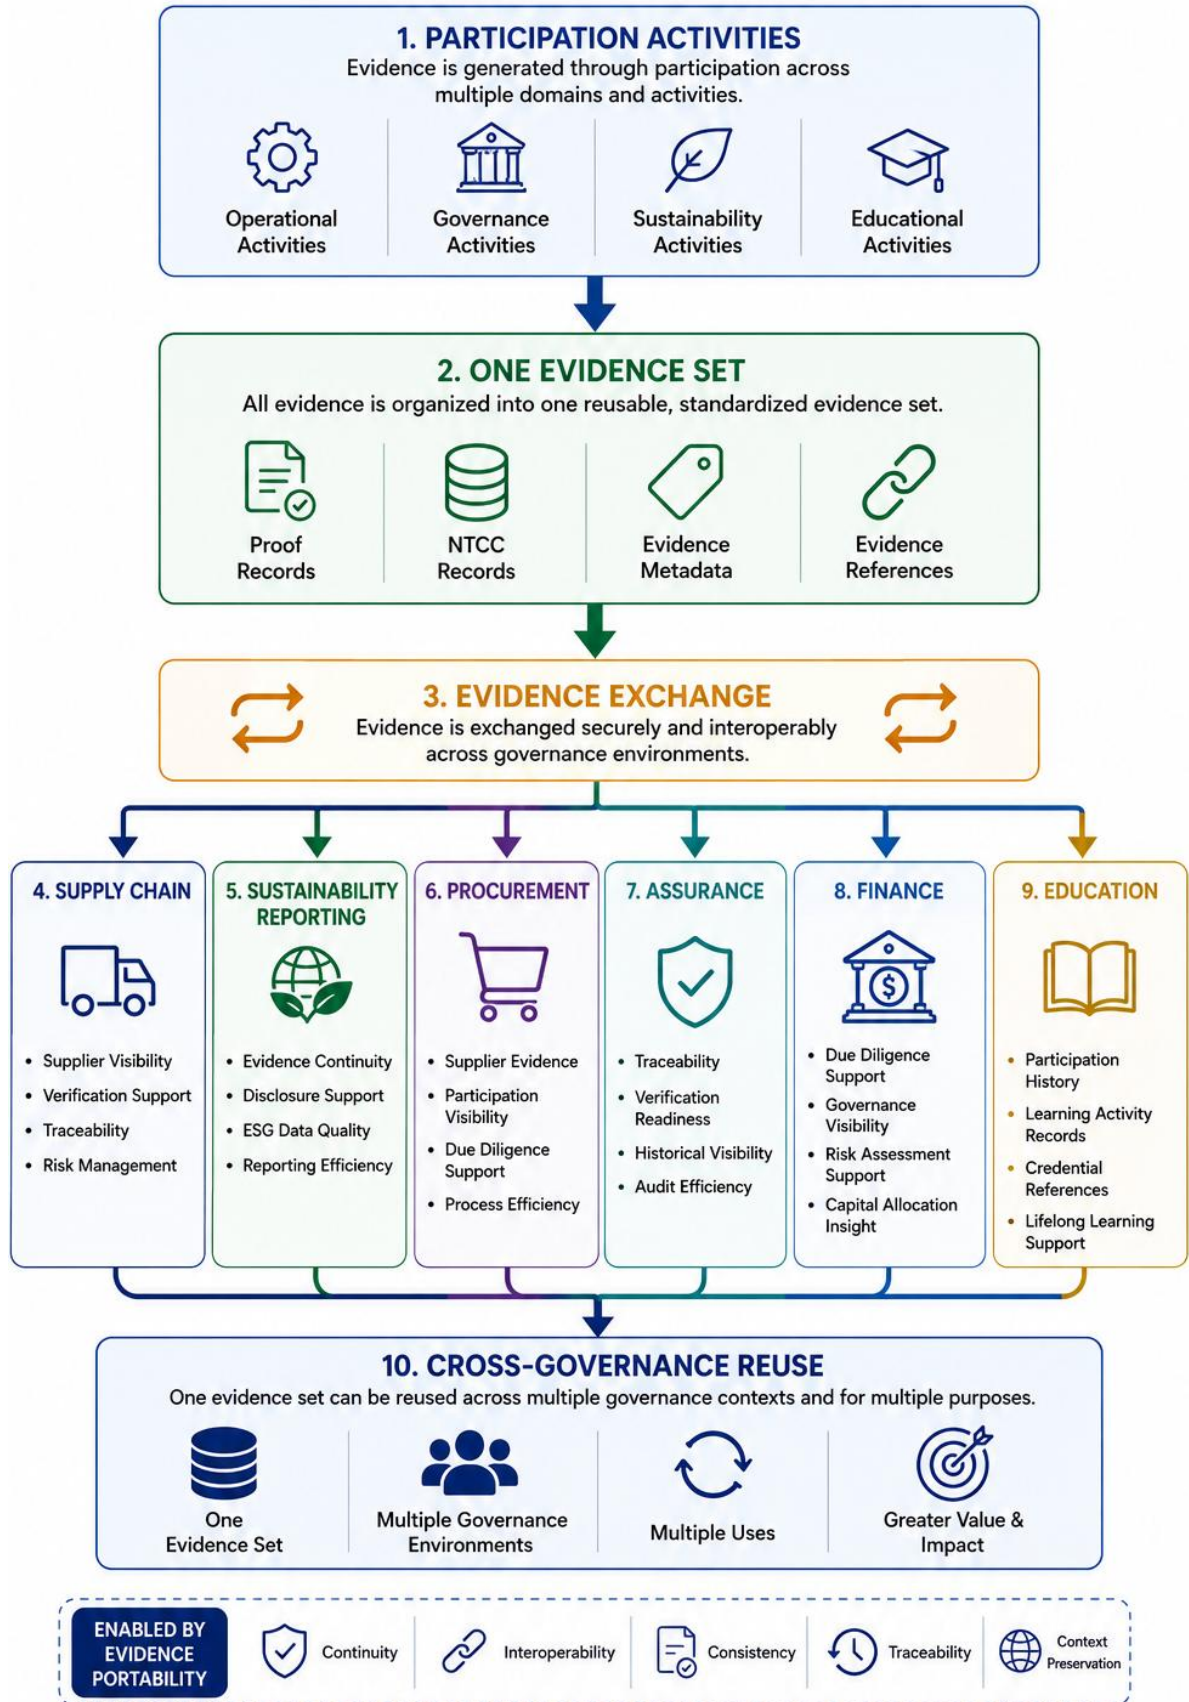 1. PARTICIPATION ACTIVITIES
Evidence is generated through participation across
multiple domains and activities.
Operational
Activities
Governance
Activities
Sustainability
Activities
Educational
Activities
2. ONE EVIDENCE SET
All evidence is organized into one reusable, standardized evidence set.
Proof
Records
NTCC
Records
Evidence
Metadata
Evidence
References
3. EVIDENCE EXCHANGE
Evidence is exchanged securely and interoperably
across governance environments.
4. SUPPLY CHAIN
• Supplier Visibility
• Verification Support
• Traceability
• Risk Management
5. SUSTAINABILITY
REPORTING
• Evidence Continuity
• Disclosure Support
• ESG Data Quality
• Reporting Efficiency
6. PROCUREMENT
• Supplier Evidence
• Participation
Visibility
• Due Diligence
Support
• Process Efficiency
7. ASSURANCE
• Traceability
• Verification
Readiness
• Historical Visibility
• Audit Efficiency
8. FINANCE
$
• Due Diligence
Support
• Governance
Visibility
• Risk Assessment
Support
• Capital Allocation
Insight
9. EDUCATION
• Participation
History
• Learning Activity
Records
• Credential
References
• Lifelong Learning
Support
10. CROSS-GOVERNANCE REUSE
One evidence set can be reused across multiple governance contexts and for multiple purposes.
One
Evidence Set
Multiple Governance
Environments
Multiple Uses
Greater Value &
Impact
ENABLED BY
EVIDENCE
PORTABILITY
Continuity
Interoperability
Consistency
Traceability
Context
Preservation